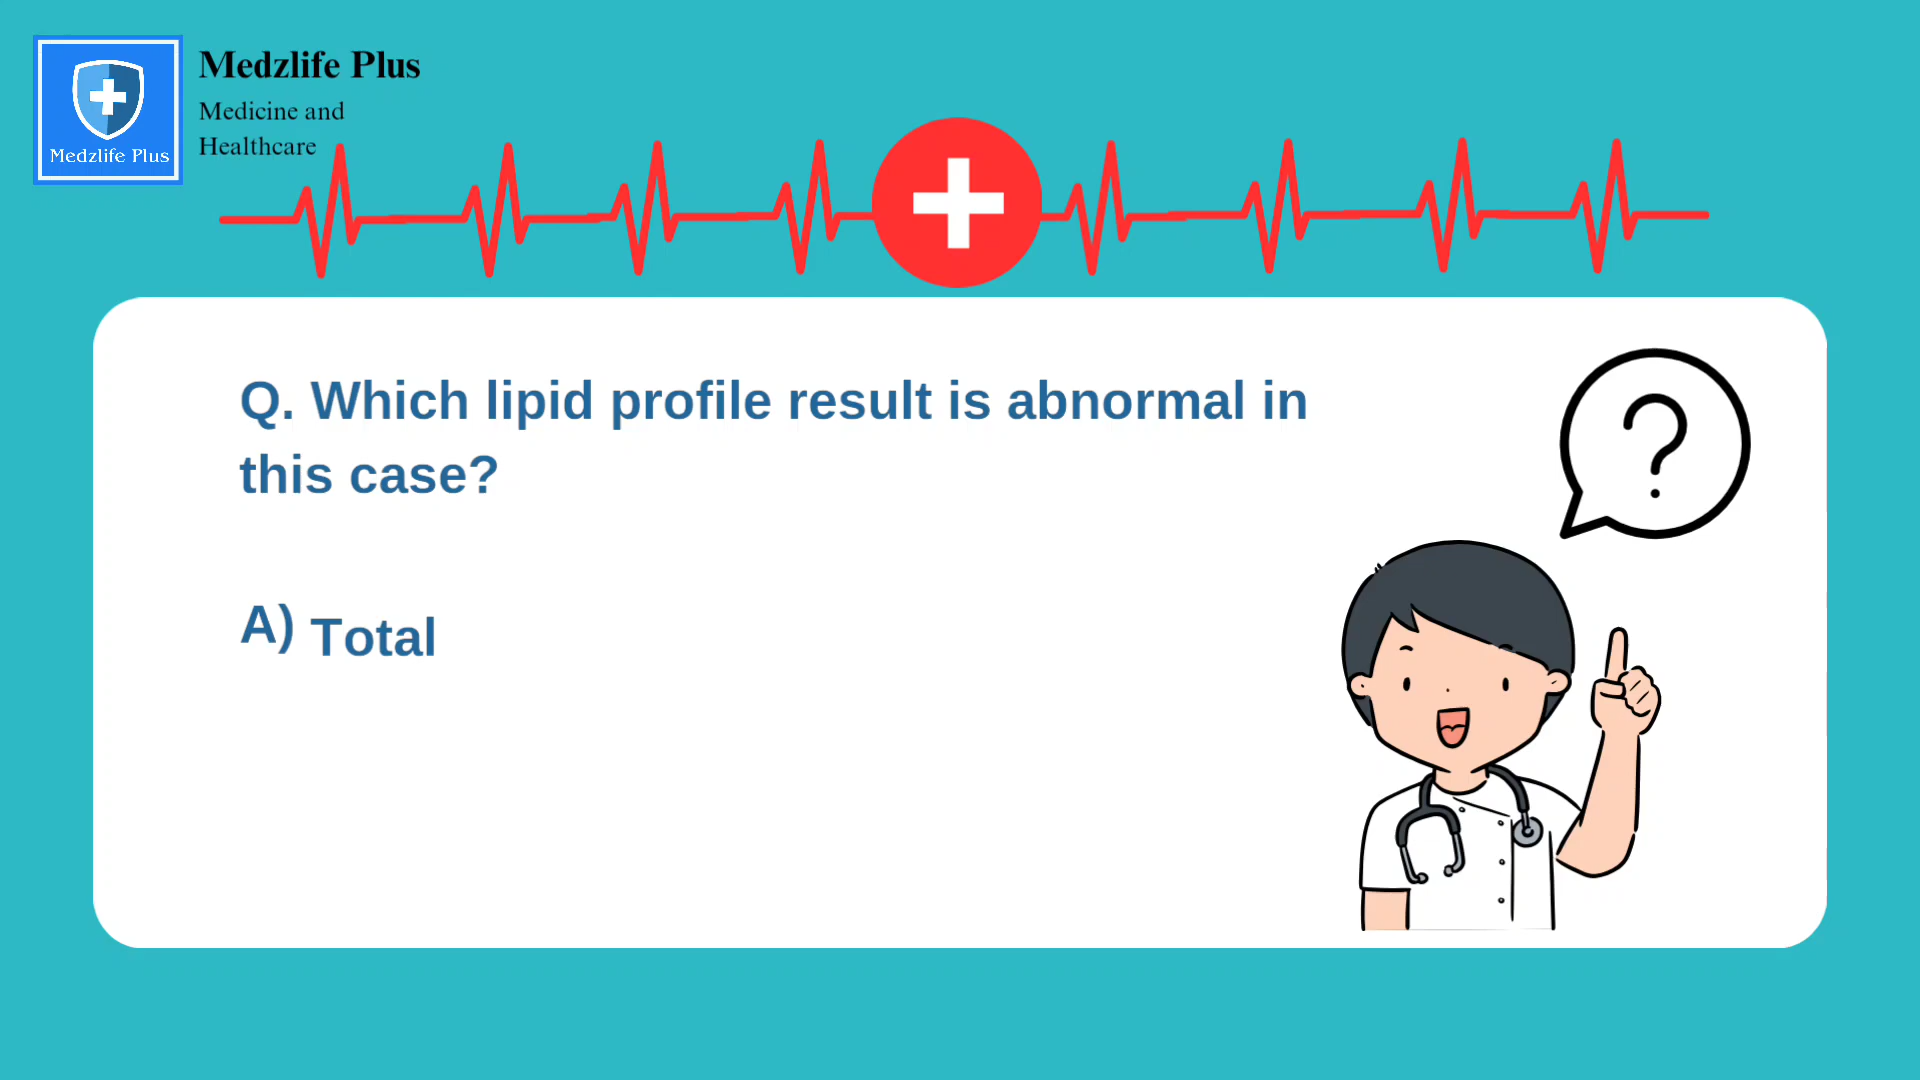 Medzlife Plus
Medicine and
Healthcare
Medzlife Plus
Q. Which lipid profile result is abnormal in
this case?
A) Total